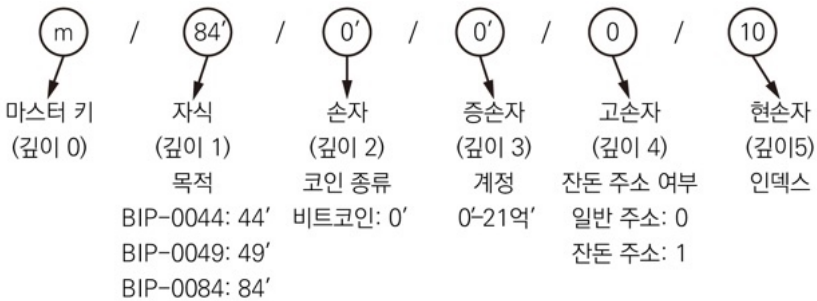 m / 84′ / 0′ / 0′ / 0 / 10
마스터 키 자식 손자 증손자 고손자 현손자
(깊이 0) (깊이 1) (깊이 2) (깊이 3) (깊이 4) (깊이5)
목적 코인 종류 계정 잔돈 주소 여부 인덱스
BIP-0044: 44′ 비트코인: 0′ 0′–21억′ 일반 주소: 0
BIP-0049: 49′ 잔돈 주소: 1
BIP-0084: 84′